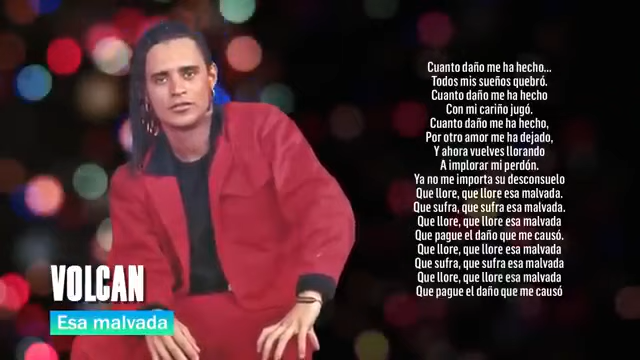 Cuanto daño me ha hecho...
Todos mis sueños quebró.
Cuanto daño me ha hecho
Con mi cariño jugó.
Cuanto daño me ha hecho,
Por otro amor me ha dejado,
Y ahora vuelves llorando
A implorar mi perdón.
Ya no me importa su desconsuelo
Que llore, que llore esa malvada.
Que sufra, que sufra esa malvada.
Que llore, que llore esa malvada
Que pague el daño que me causó.
Que llore, que llore esa malvada
Que sufra, que sufra esa malvada
Que llore, que llore esa malvada
Que pague el daño que me causó
VOLCAN
Esa malvada